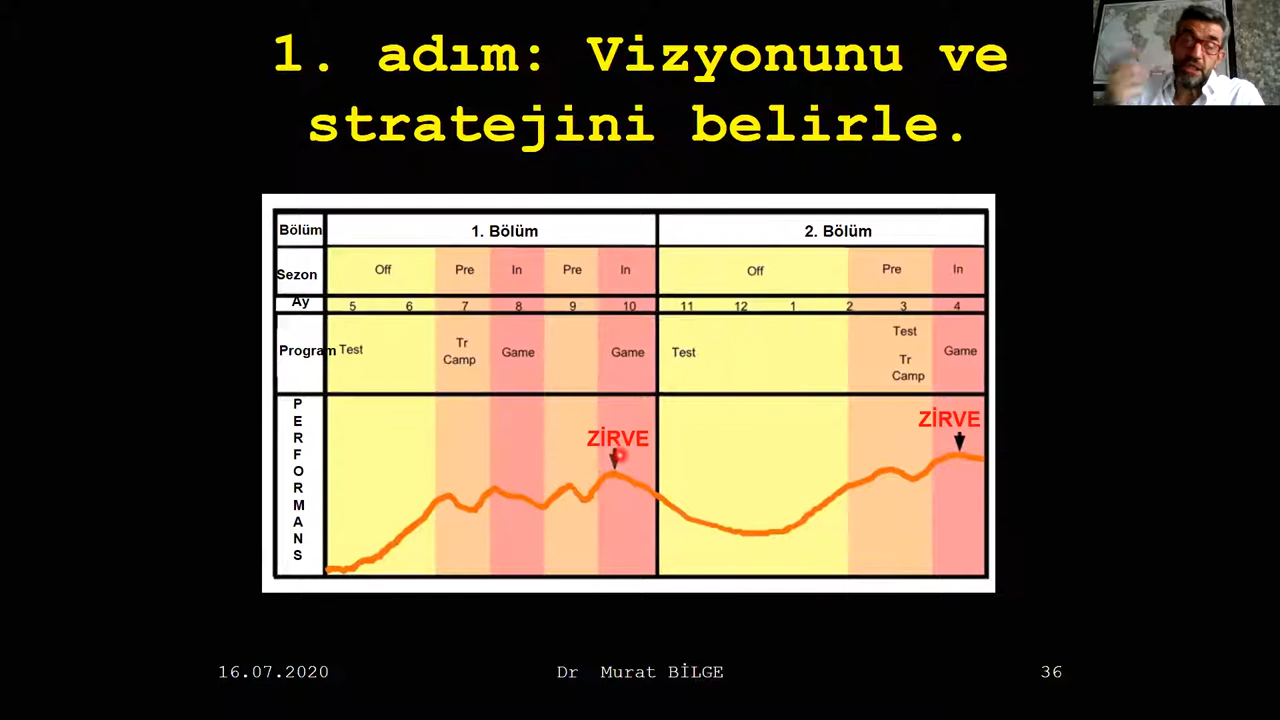 1. adım: Vizyonunu ve
stratejini belirle.
Bölüm 1. Bölüm 2. Bölüm
Sezon Off Pre In Pre In Off Pre In
Ay 5 6 7 8 9 10 11 12 1 2 3 4
Program Test Tr Camp Game Game Test Test Tr Camp Game
PERFORMANS
ZİRVE ZİRVE
16.07.2020 Dr Murat BİLGE 36